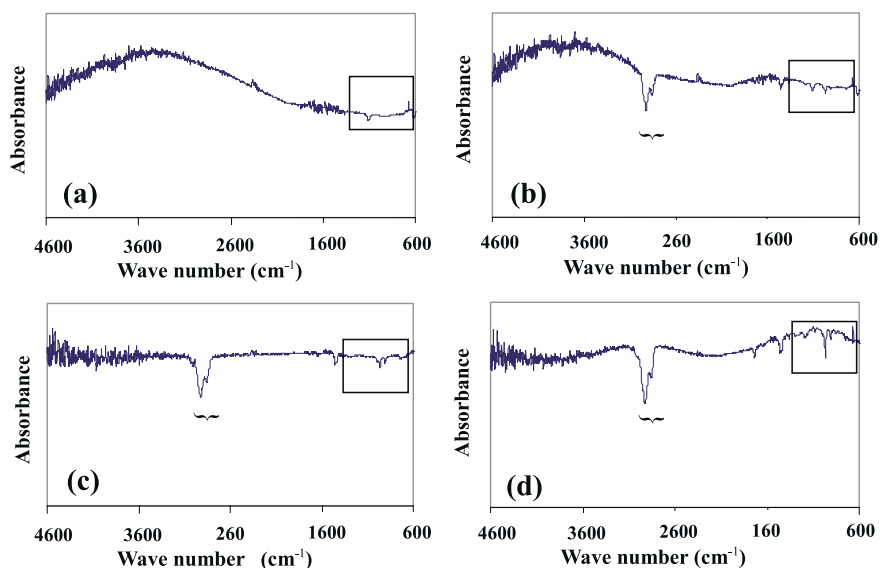 Absorbance
(a)
4600 3600 2600 1600 600
Wave number (cm-1)
Absorbance
(b)
4600 3600 260 1600 600
Wave number (cm-1)
Absorbance
(c)
4600 3600 260 1600 600
Wave number (cm-1)
Absorbance
(d)
4600 3600 2600 160 600
Wave number (cm-1)